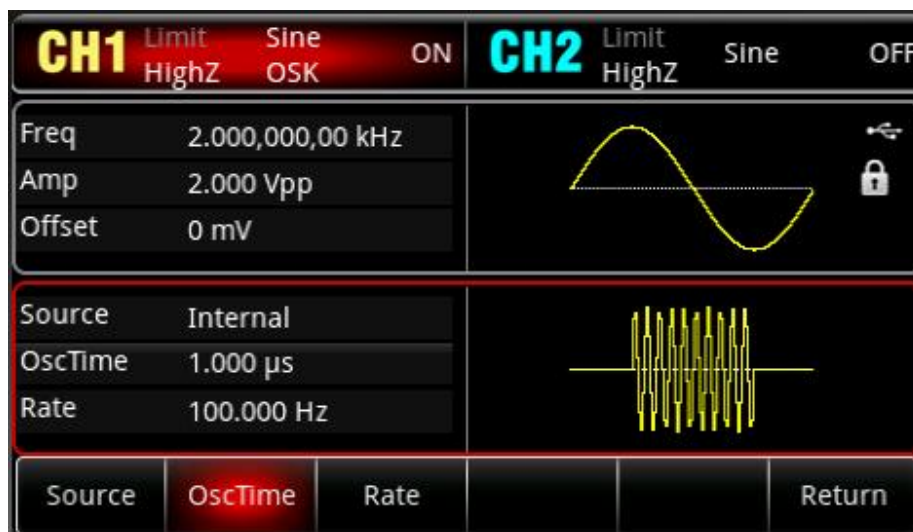 CH1 Limit Sine ON CH2 Limit Sine OFF
HighZ OSK HighZ
Freq 2.000,000,00 kHz
Amp 2.000 Vpp
Offset 0 mV
Source Internal
OscTime 1.000 µs
Rate 100.000 Hz
Source OscTime Rate Return